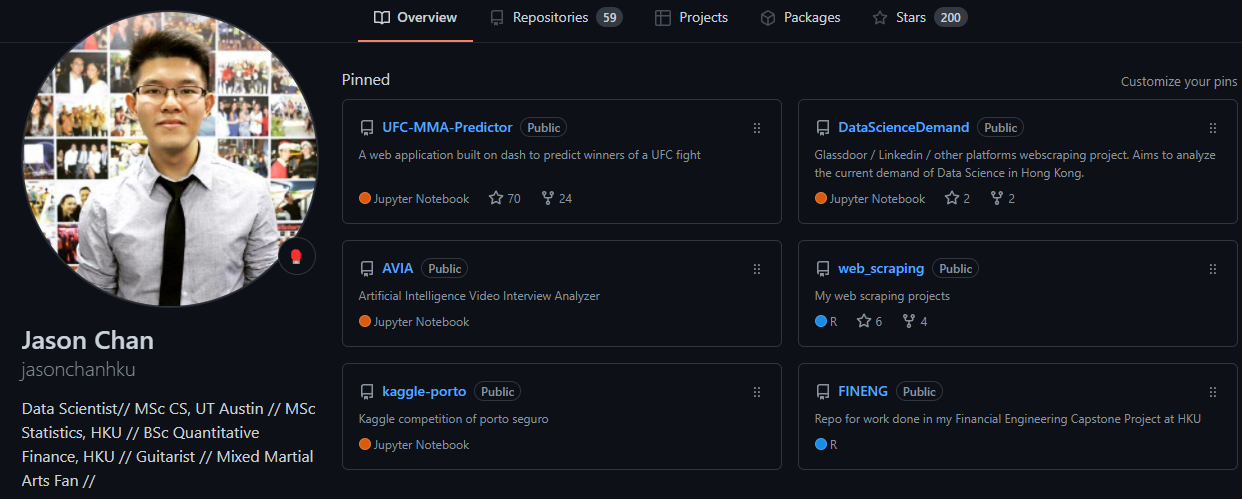 Overview
Repositories 59
Projects
Packages
Stars 200
Jason Chan
jasonchanhku
Data Scientist// MSc CS, UT Austin // MSc
Statistics, HKU // BSc Quantitative
Finance, HKU // Guitarist // Mixed Martial
Arts Fan //
Pinned
Customize your pins
UFC-MMA-Predictor Public
A web application built on dash to predict winners of a UFC fight
Jupyter Notebook 70 24
DataScienceDemand Public
Glassdoor / Linkedin / other platforms webscraping project. Aims to analyze
the current demand of Data Science in Hong Kong.
Jupyter Notebook 2 2
AVIA Public
Artificial Intelligence Video Interview Analyzer
Jupyter Notebook
web_scraping Public
My web scraping projects
R 6 4
kaggle-porto Public
Kaggle competition of porto seguro
Jupyter Notebook
FINENG Public
Repo for work done in my Financial Engineering Capstone Project at HKU
R